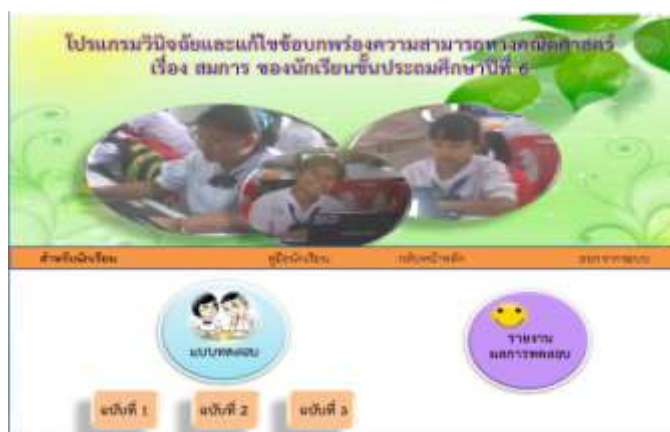 โปรแกรมวินิจฉัยและแก้ไขข้อบกพร่องความสามารถทางคณิตศาสตร์
เรื่อง สมการ ของนักเรียนชั้นประถมศึกษาปีที่ 6
สำหรับนักเรียน คู่มือนักเรียน กลับหน้าหลัก ออกจากระบบ
แบบทดสอบ
รายงาน
ผลการทดสอบ
ฉบับที่ 1 ฉบับที่ 2 ฉบับที่ 3